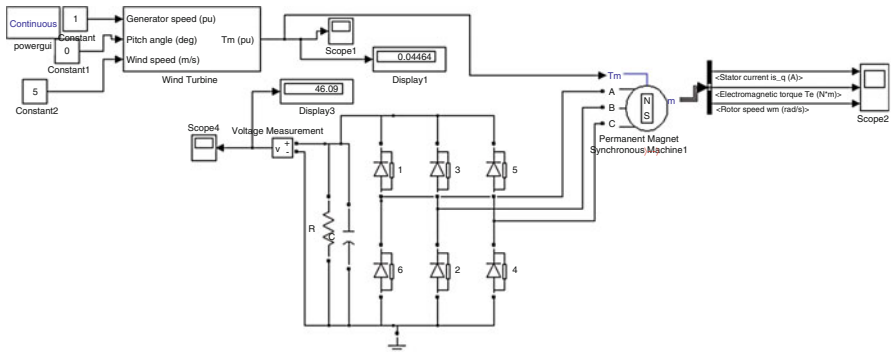 Continuous
powergui
1
Constant
0
Constant1
5
Constant2
Generator speed (pu)
Pitch angle (deg)
Wind speed (m/s)
Tm (pu)
Wind Turbine
Scope1
0.04464
Display1
46.09
Display3
Scope4
Voltage Measurement
+
v
-
R
C
1
3
5
6
2
4
Tm
A
B
C
N
S
m
Permanent Magnet
Synchronous Machine1
<Stator current is_q (A)>
<Electromagnetic torque Te (N*m)>
<Rotor speed wm (rad/s)>
Scope2